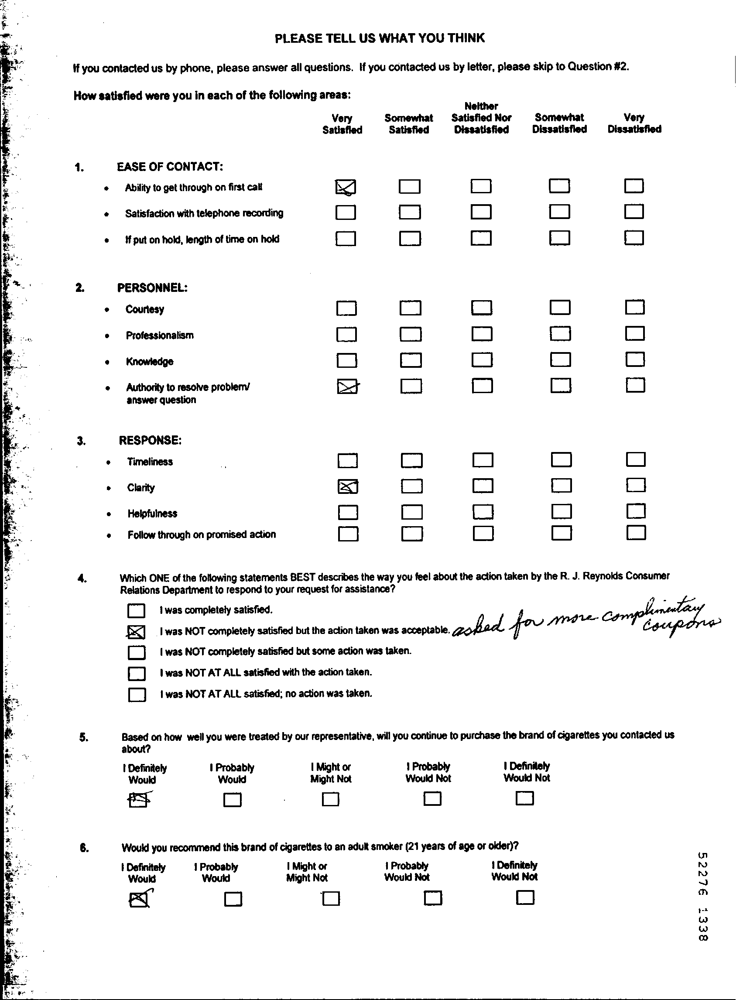 PLEASE TELL US WHAT YOU THINK
If you contacted us by phone, please answer all questions. If you contacted us by letter, please skip to Question #2.
How satisfied were you in each of the following areas:
Very Satisfied Somewhat Satisfied Neither Satisfied Nor Dissatisfied Somewhat Dissatisfied Very Dissatisfied
1. EASE OF CONTACT:
• Ability to get through on first call
• Satisfaction with telephone recording
• If put on hold, length of time on hold
2. PERSONNEL:
• Courtesy
• Professionalism
• Knowledge
• Authority to resolve problem/
answer question
3. RESPONSE:
• Timeliness
• Clarity
• Helpfulness
• Follow through on promised action
4. Which ONE of the following statements BEST describes the way you feel about the action taken by the R. J. Reynolds Consumer
Relations Department to respond to your request for assistance?
I was completely satisfied.
I was NOT completely satisfied but the action taken was acceptable. asked for more complimentary
coupons
I was NOT completely satisfied but some action was taken.
I was NOT AT ALL satisfied with the action taken.
I was NOT AT ALL satisfied; no action was taken.
5. Based on how well you were treated by our representative, will you continue to purchase the brand of cigarettes you contacted us
about?
I Definitely Would I Probably Would I Might or Might Not I Probably Would Not I Definitely Would Not
6. Would you recommend this brand of cigarettes to an adult smoker (21 years of age or older)?
I Definitely Would I Probably Would I Might or Might Not I Probably Would Not I Definitely Would Not
52276 1338